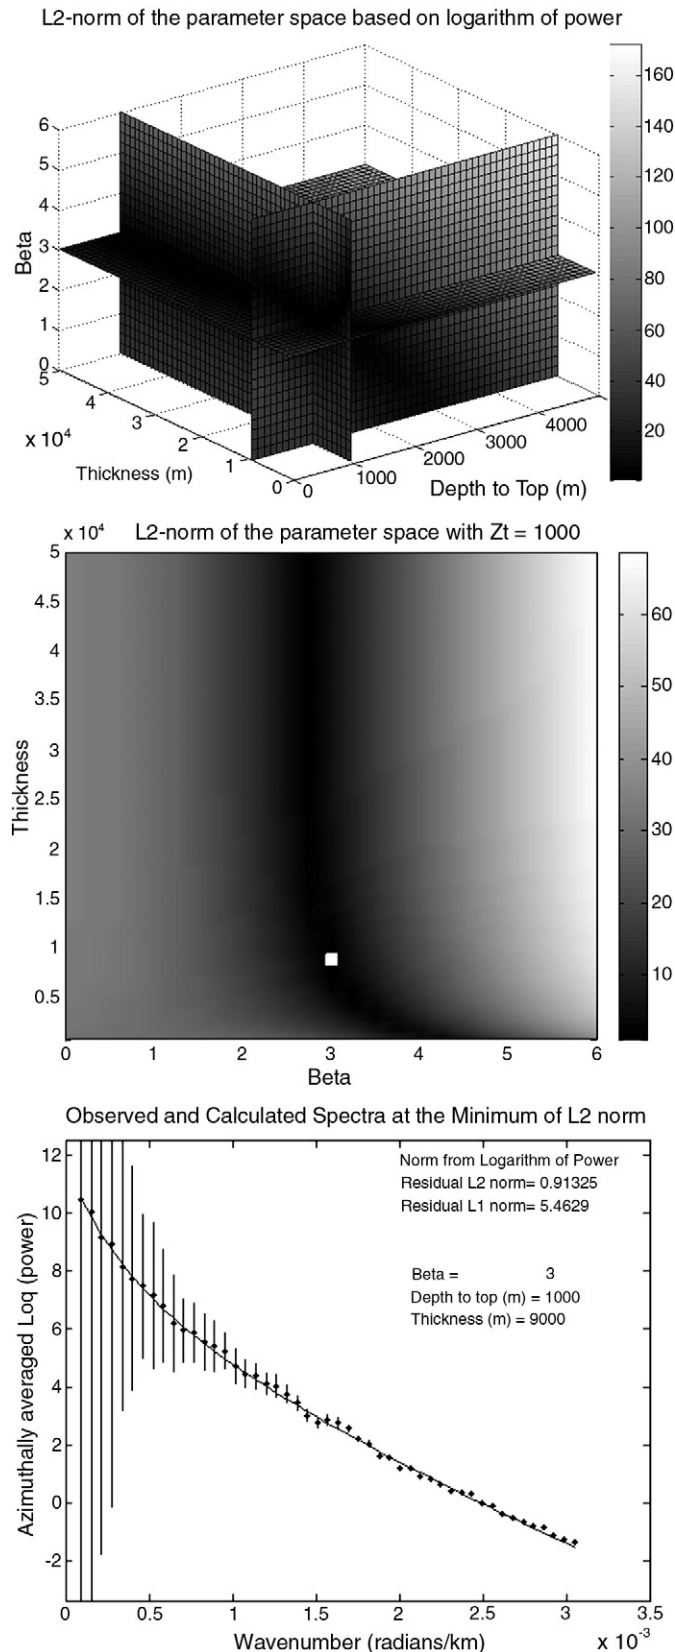 L2-norm of the parameter space based on logarithm of power
160
140
120
100
80
60
40
20
6
5
4
3
2
1
0
Beta
5
4
3
2
1
0
x 10^4
Thickness (m)
0
1000
2000
3000
4000
Depth to Top (m)
x 10^4
L2-norm of the parameter space with Zt = 1000
5
4.5
4
3.5
3
2.5
2
1.5
1
0.5
Thickness
0 1 2 3 4 5 6
Beta
60
50
40
30
20
10
Observed and Calculated Spectra at the Minimum of L2 norm
12
10
8
6
4
2
0
-2
Azimuthally averaged Loq (power)
Norm from Logarithm of Power
Residual L2 norm= 0.91325
Residual L1 norm= 5.4629
Beta = 3
Depth to top (m) = 1000
Thickness (m) = 9000
0 0.5 1 1.5 2 2.5 3 3.5
x 10^-3
Wavenumber (radians/km)